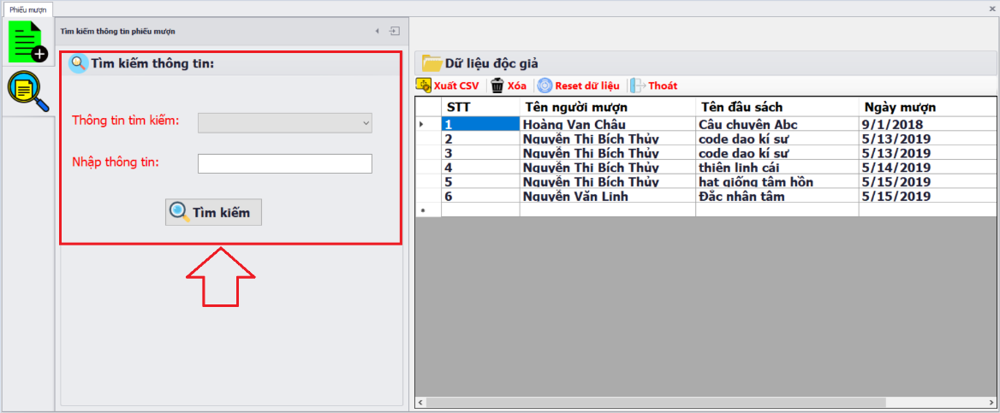 Phiếu mượn
Tìm kiếm thông tin phiếu mượn
Tìm kiếm thông tin:
Thông tin tìm kiếm:
Nhập thông tin:
Tìm kiếm
Dữ liệu độc giả
Xuất CSV Xóa Reset dữ liệu Thoát
STT Tên người mượn Tên đầu sách Ngày mượn
1 Hoàng Van Châu Câu chuyện Abc 9/1/2018
2 Nguyễn Thị Bích Thủy code dao kí sư 5/13/2019
3 Nguyễn Thị Bích Thủy code dao kí sư 5/13/2019
4 Nguyễn Thị Bích Thủy thiên linh cái 5/14/2019
5 Nguyễn Thị Bích Thủy hạt giống tâm hồn 5/15/2019
6 Nguyễn Văn Linh Đắc nhân tâm 5/15/2019